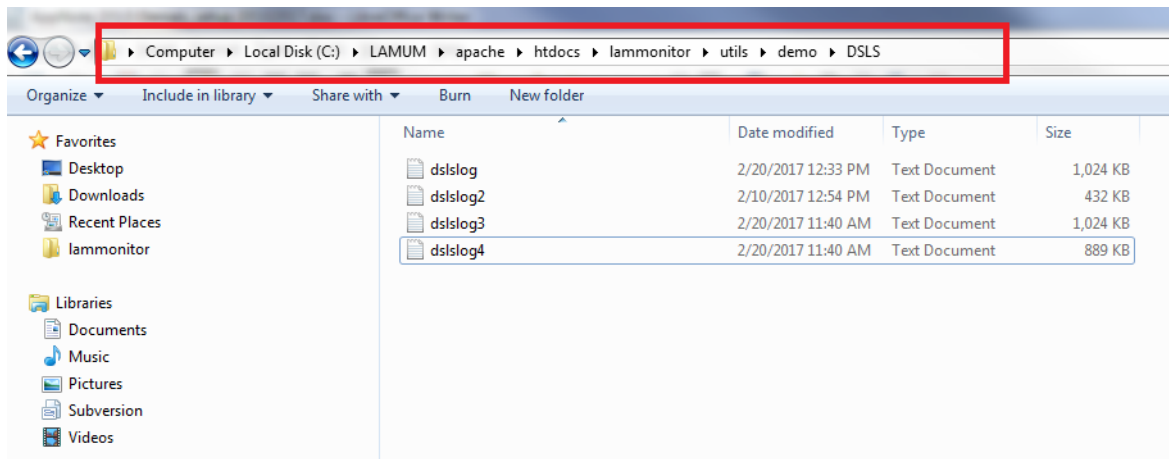 Computer ▸ Local Disk (C:) ▸ LAMUM ▸ apache ▸ htdocs ▸ lammonitor ▸ utils ▸ demo ▸ DSLS
Organize Include in library Share with Burn New folder
Favorites
Desktop
Downloads
Recent Places
lammonitor
Libraries
Documents
Music
Pictures
Subversion
Videos
Name Date modified Type Size
dslslog 2/20/2017 12:33 PM Text Document 1,024 KB
dslslog2 2/10/2017 12:54 PM Text Document 432 KB
dslslog3 2/20/2017 11:40 AM Text Document 1,024 KB
dslslog4 2/20/2017 11:40 AM Text Document 889 KB